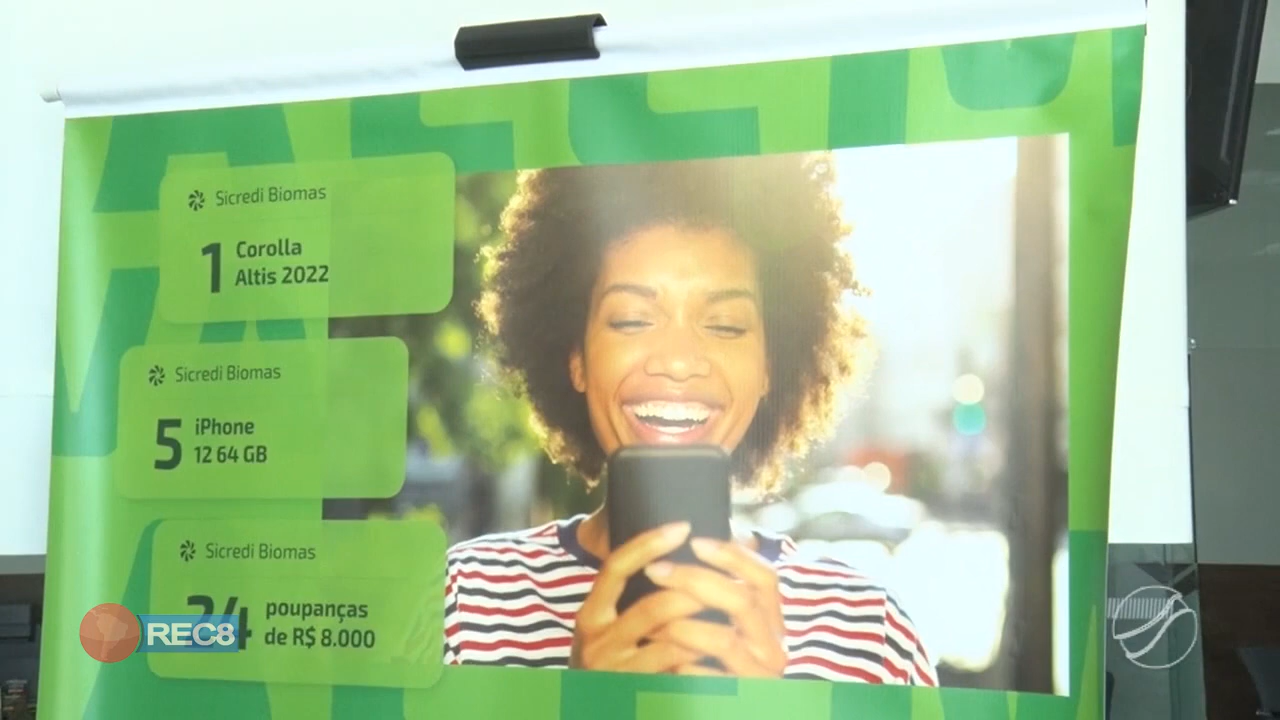 Sicredi Biomas
1 Corolla
Altis 2022
Sicredi Biomas
5 iPhone
12 64 GB
Sicredi Biomas
24 poupanças
de R$ 8.000
REC8